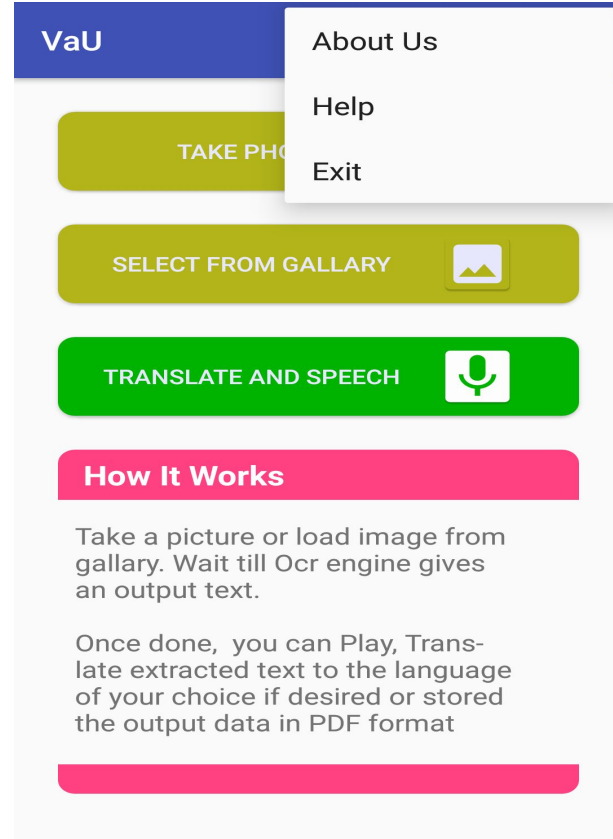 VaU
About Us
Help
Exit
TAKE
SELECT FROM GALLARY
TRANSLATE AND SPEECH
How It Works
Take a picture or load image from
gallary. Wait till Ocr engine gives
an output text.
Once done,  you can Play, Trans-
late extracted text to the language
of your choice if desired or stored
the output data in PDF format